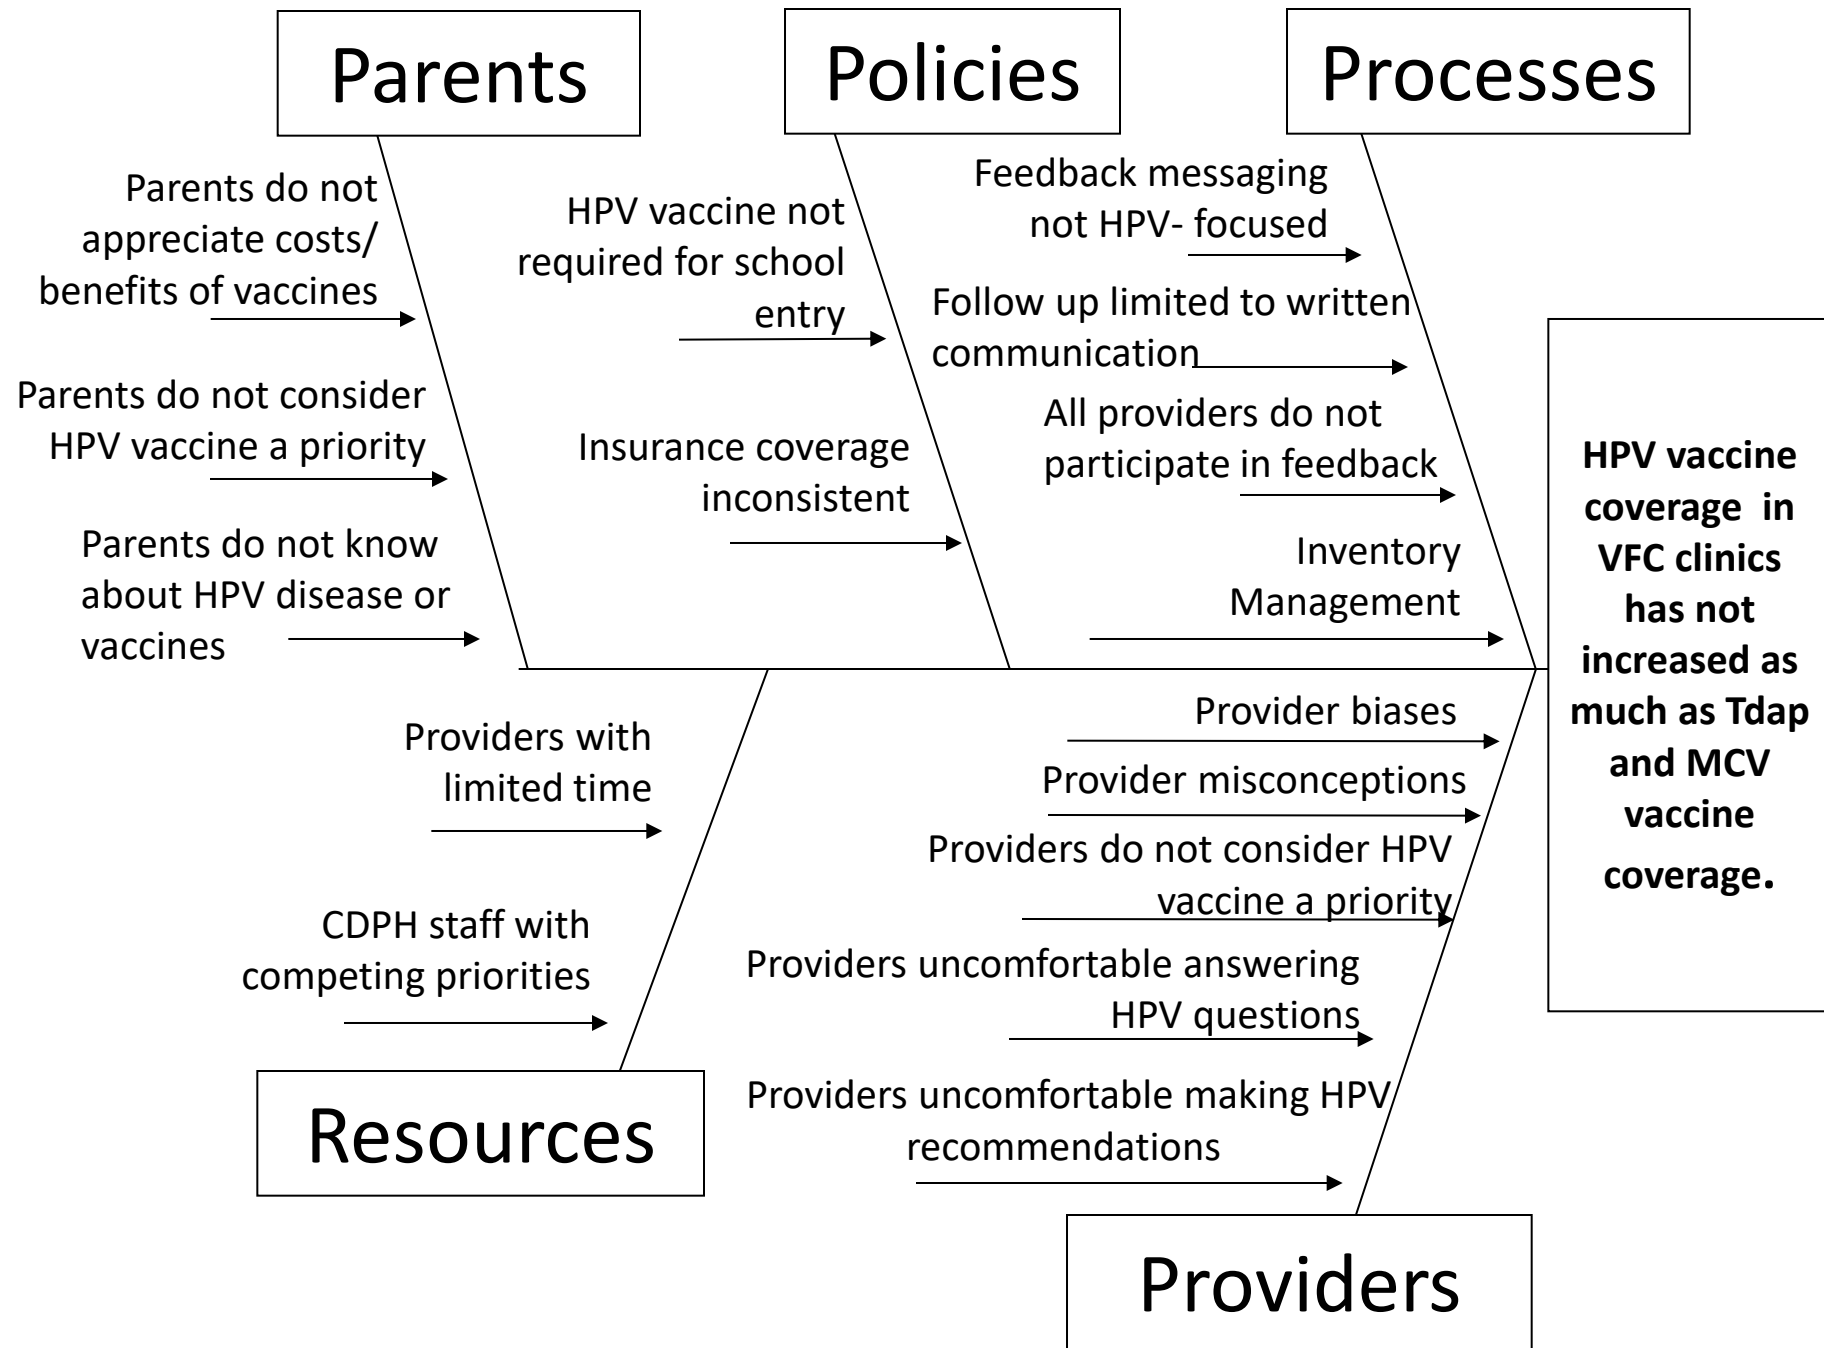 Parents
Policies
Processes
Parents do not
appreciate costs/
benefits of vaccines
Parents do not consider
HPV vaccine a priority
Parents do not know
about HPV disease or
vaccines
HPV vaccine not
required for school
entry
Insurance coverage
inconsistent
Feedback messaging
not HPV- focused
Follow up limited to written
communication
All providers do not
participate in feedback
Inventory
Management
HPV vaccine
coverage in
VFC clinics
has not
increased as
much as Tdap
and MCV
vaccine
coverage.
Providers with
limited time
CDPH staff with
competing priorities
Resources
Provider biases
Provider misconceptions
Providers do not consider HPV
vaccine a priority
Providers uncomfortable answering
HPV questions
Providers uncomfortable making HPV
recommendations
Providers